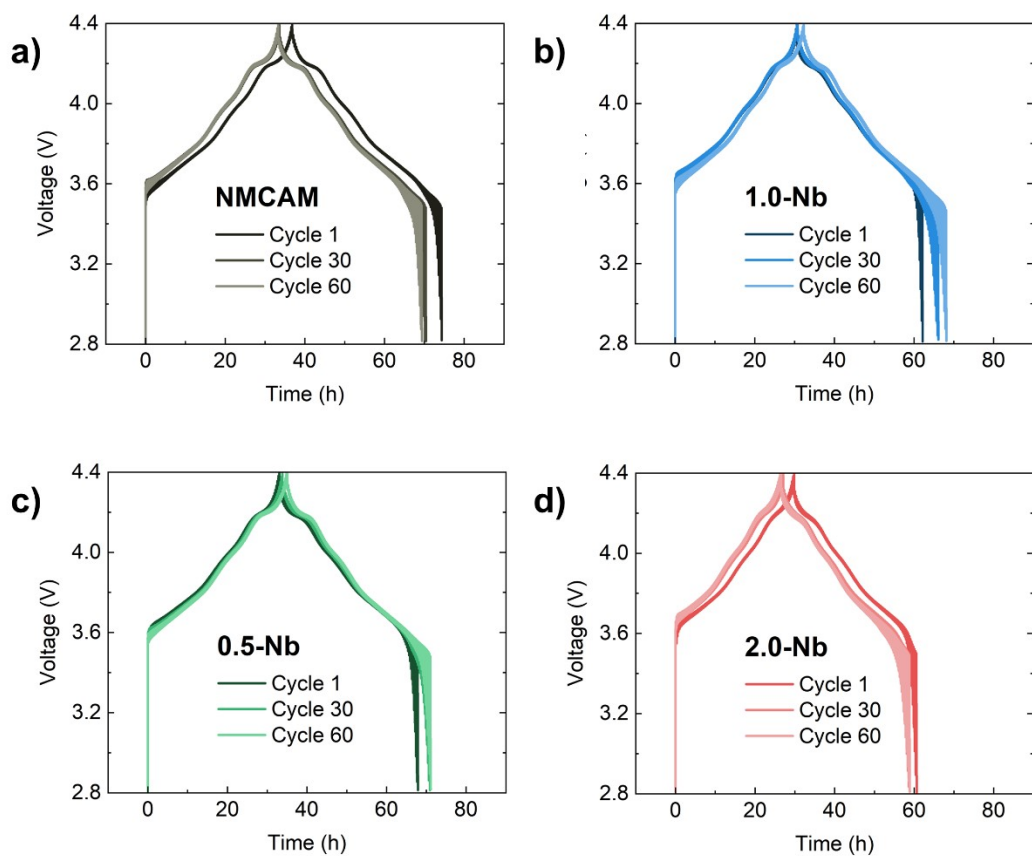 a)
4.4
4.0
3.6
3.2
2.8
Voltage (V)
NMCAM
Cycle 1
Cycle 30
Cycle 60
0 20 40 60 80
Time (h)
b)
4.4
4.0
3.6
3.2
2.8
1.0-Nb
Cycle 1
Cycle 30
Cycle 60
0 20 40 60 80
Time (h)
c)
4.4
4.0
3.6
3.2
2.8
Voltage (V)
0.5-Nb
Cycle 1
Cycle 30
Cycle 60
0 20 40 60 80
Time (h)
d)
4.4
4.0
3.6
3.2
2.8
Voltage (V)
2.0-Nb
Cycle 1
Cycle 30
Cycle 60
0 20 40 60 80
Time (h)